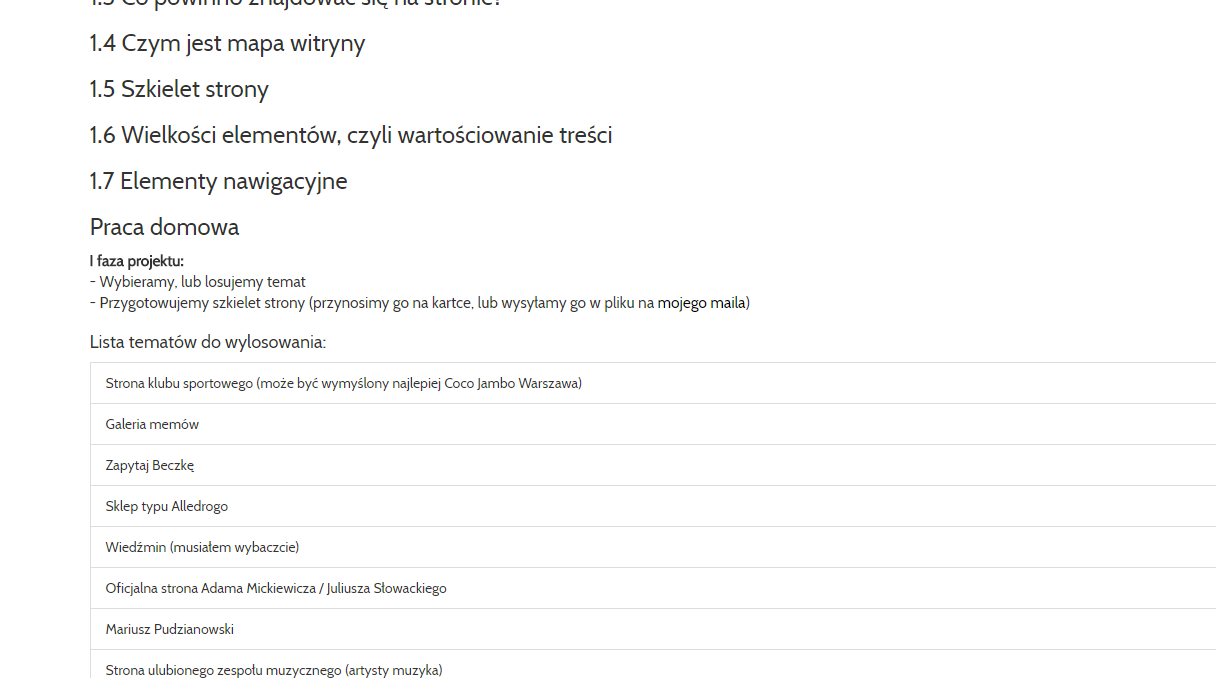 1.3 Co powinno znajdować się na stronie?
1.4 Czym jest mapa witryny
1.5 Szkielet strony
1.6 Wielkości elementów, czyli wartościowanie treści
1.7 Elementy nawigacyjne
Praca domowa
I faza projektu:
- Wybieramy, lub losujemy temat
- Przygotowujemy szkielet strony (przynosimy go na kartce, lub wysyłamy go w pliku na mojego maila)
Lista tematów do wylosowania:
Strona klubu sportowego (może być wymyślony najlepiej Coco Jambo Warszawa)
Galeria memów
Zapytaj Beczkę
Sklep typu Alledrogo
Wiedźmin (musiałem wybaczcie)
Oficjalna strona Adama Mickiewicza / Juliusza Słowackiego
Mariusz Pudzianowski
Strona ulubionego zespołu muzycznego (artysty muzyka)